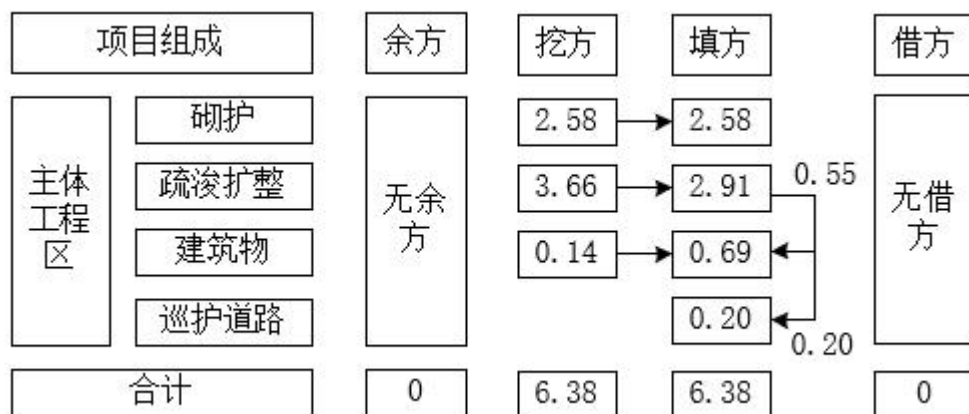 项目组成 余方 挖方 填方 借方
主体工程区
无余方
无借方
砌护 2.58 2.58
疏浚扩整 3.66 2.91 0.55
建筑物 0.14 0.69
巡护道路 0.20 0.20
合计 0 6.38 6.38 0